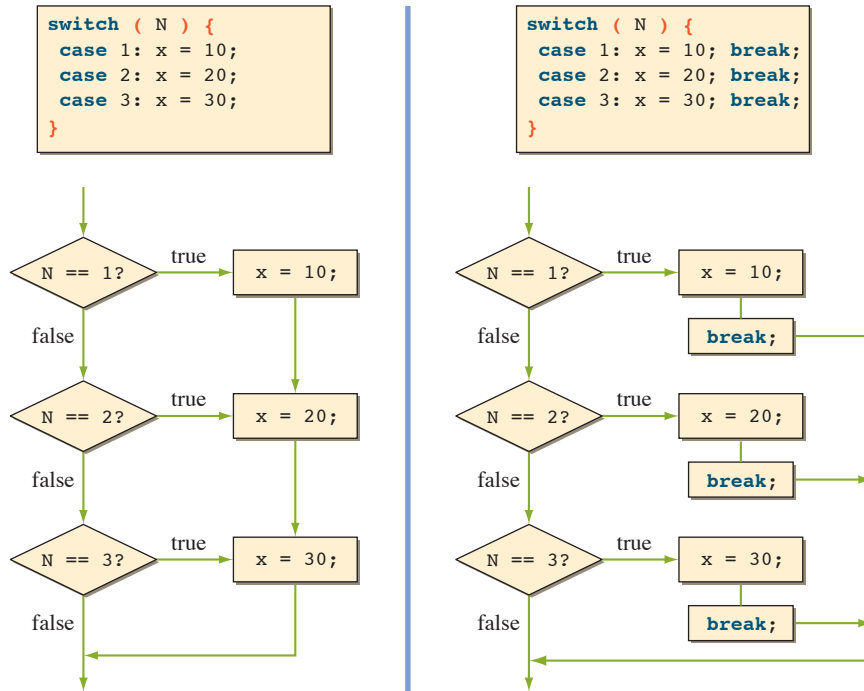 switch ( N ) {
case 1: x = 10;
case 2: x = 20;
case 3: x = 30;
}
N == 1?
true
x = 10;
false
N == 2?
true
x = 20;
false
N == 3?
true
x = 30;
false
switch ( N ) {
case 1: x = 10; break;
case 2: x = 20; break;
case 3: x = 30; break;
}
N == 1?
true
x = 10;
break;
false
N == 2?
true
x = 20;
break;
false
N == 3?
true
x = 30;
break;
false